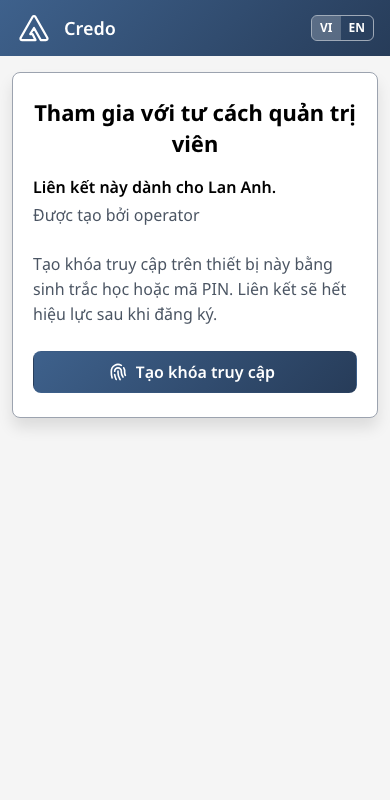 Credo
VI EN
Tham gia với tư cách quản trị
viên
Liên kết này dành cho Lan Anh.
Được tạo bởi operator
Tạo khóa truy cập trên thiết bị này bằng
sinh trắc học hoặc mã PIN. Liên kết sẽ hết
hiệu lực sau khi đăng ký.
Tạo khóa truy cập